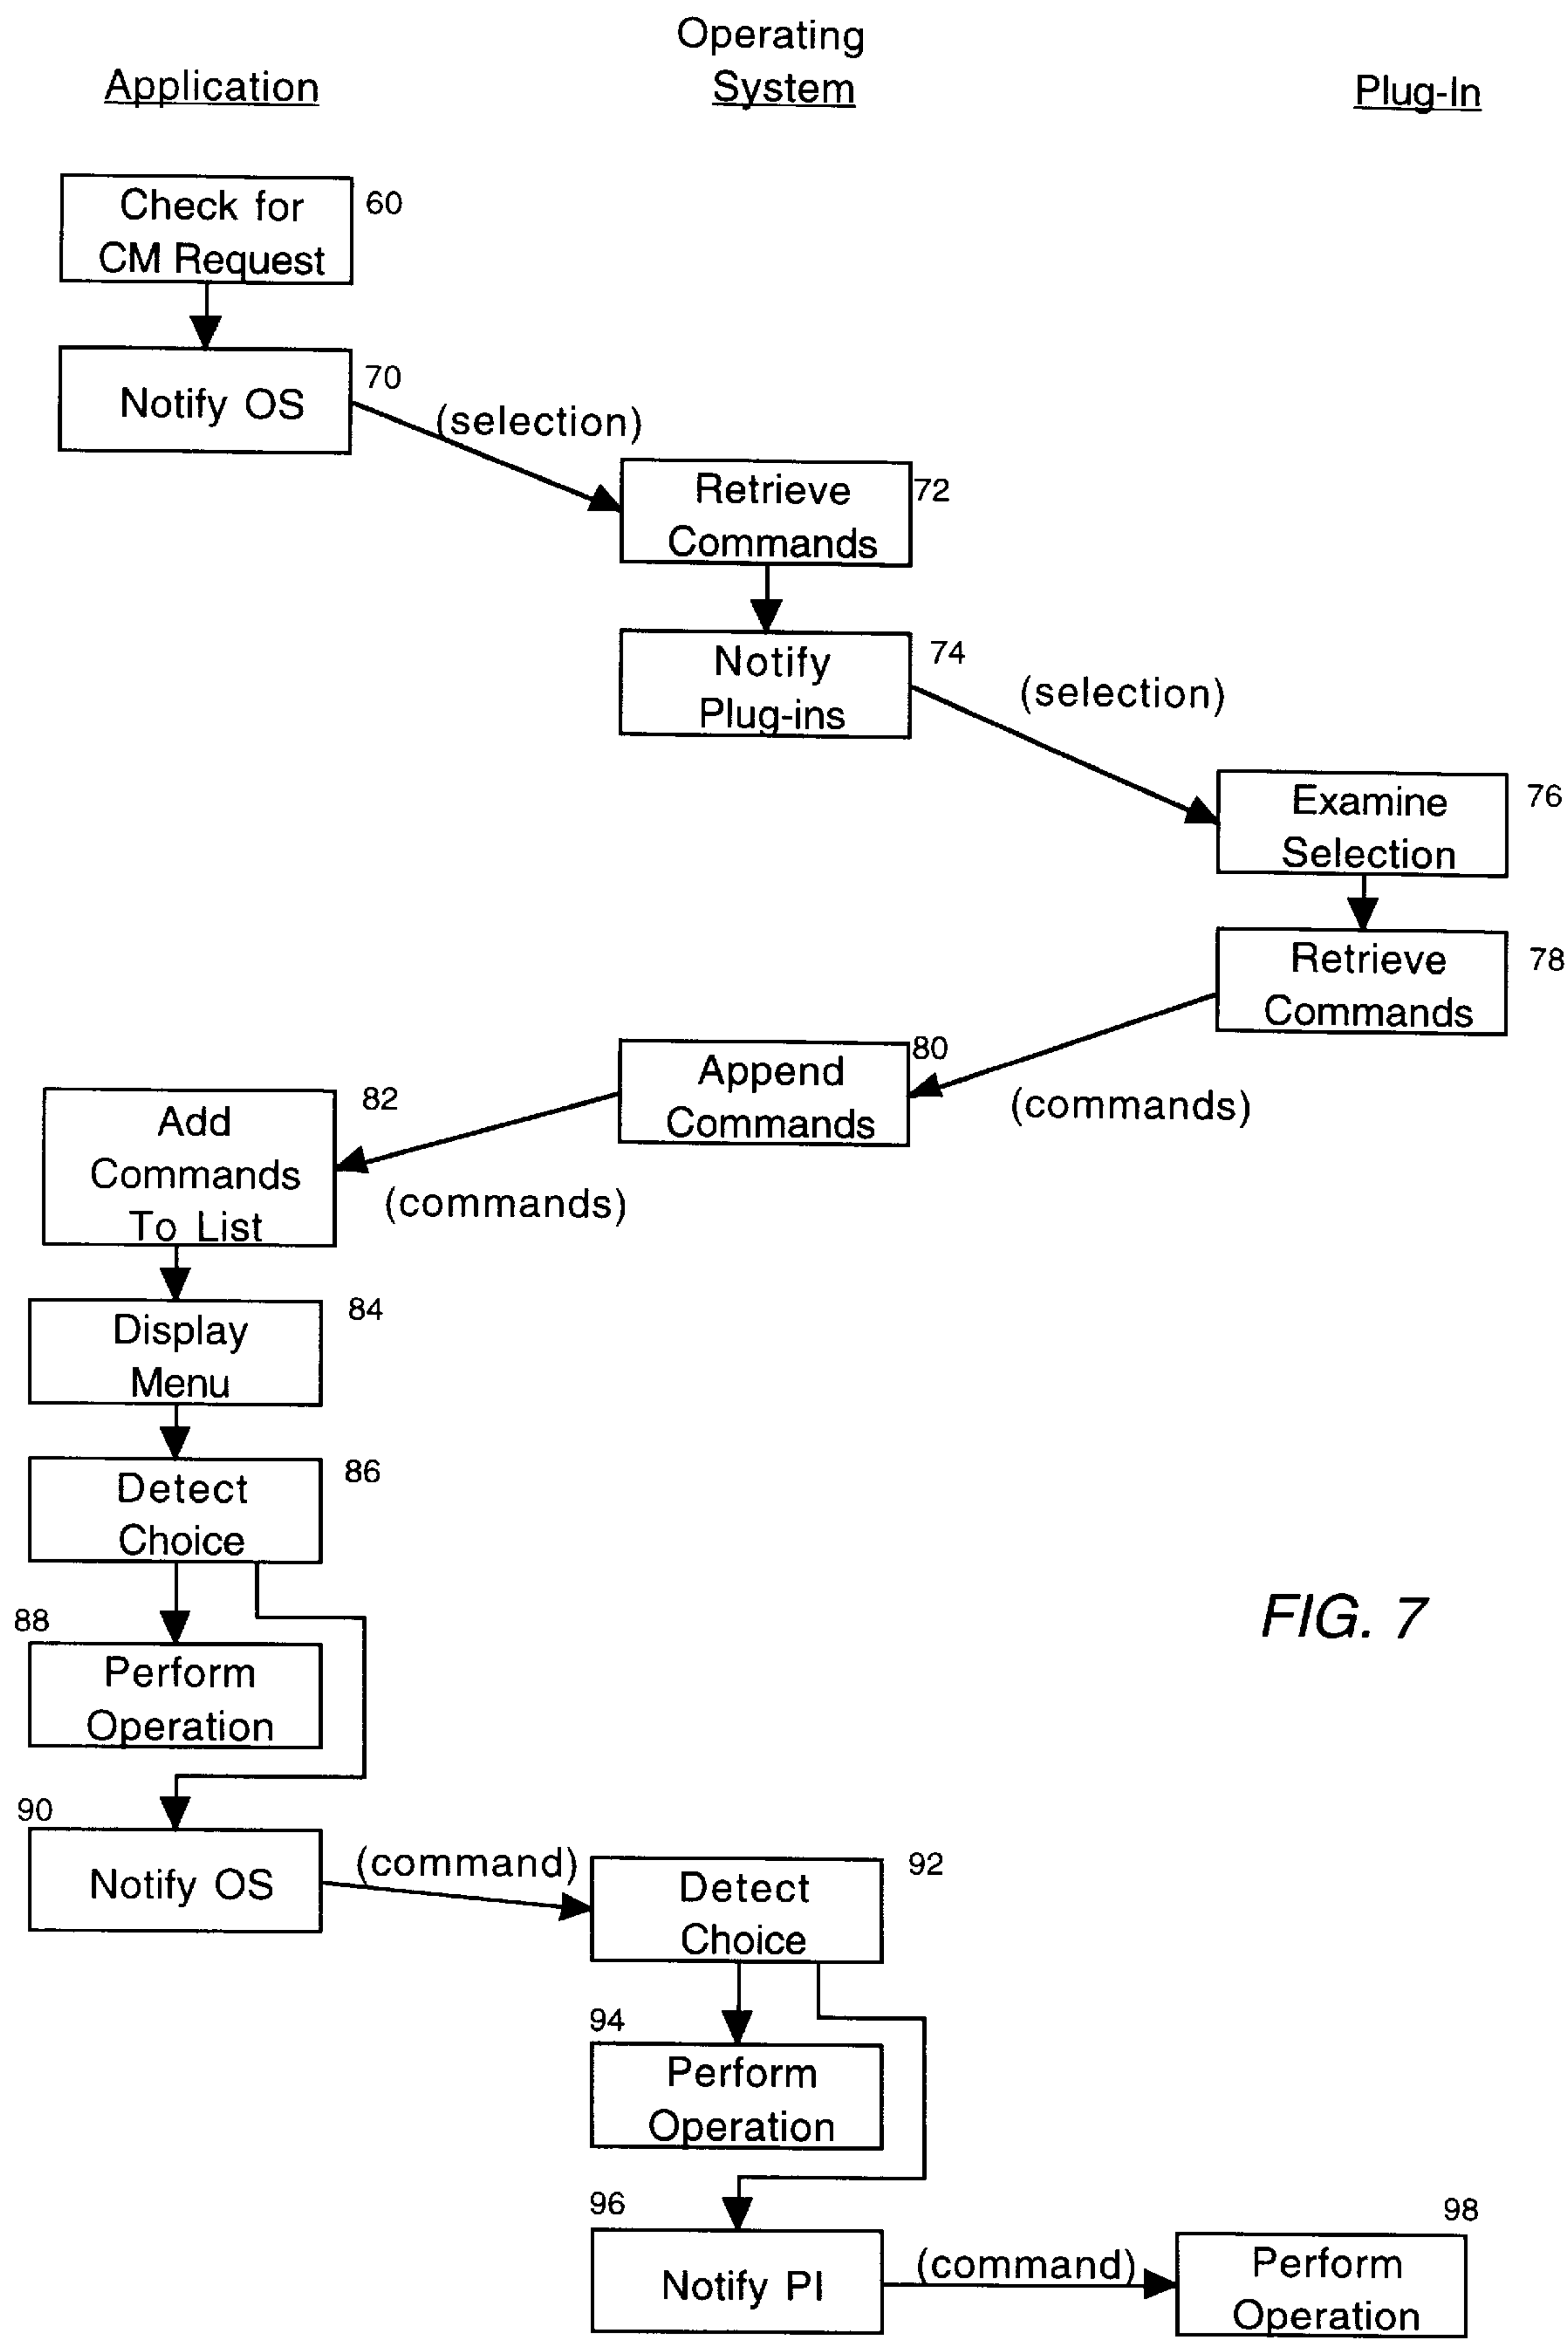 Operating
Application System Plug-In
Check for 60
CM Request
Notify OS 70
(selection)
Retrieve 72
Commands
Notify 74
Plug-ins
(selection)
Examine 76
Selection
Retrieve 78
Commands
Append 80
Commands
(commands)
Add 82
Commands
To List
(commands)
Display 84
Menu
Detect 86
Choice
88
Perform
Operation
FIG. 7
90
Notify OS (command)
Detect 92
Choice
94
Perform
Operation
96
Notify PI (command)
98
Perform
Operation